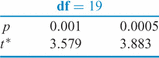 df = 19
p 0.001 0.0005
t* 3.579 3.883